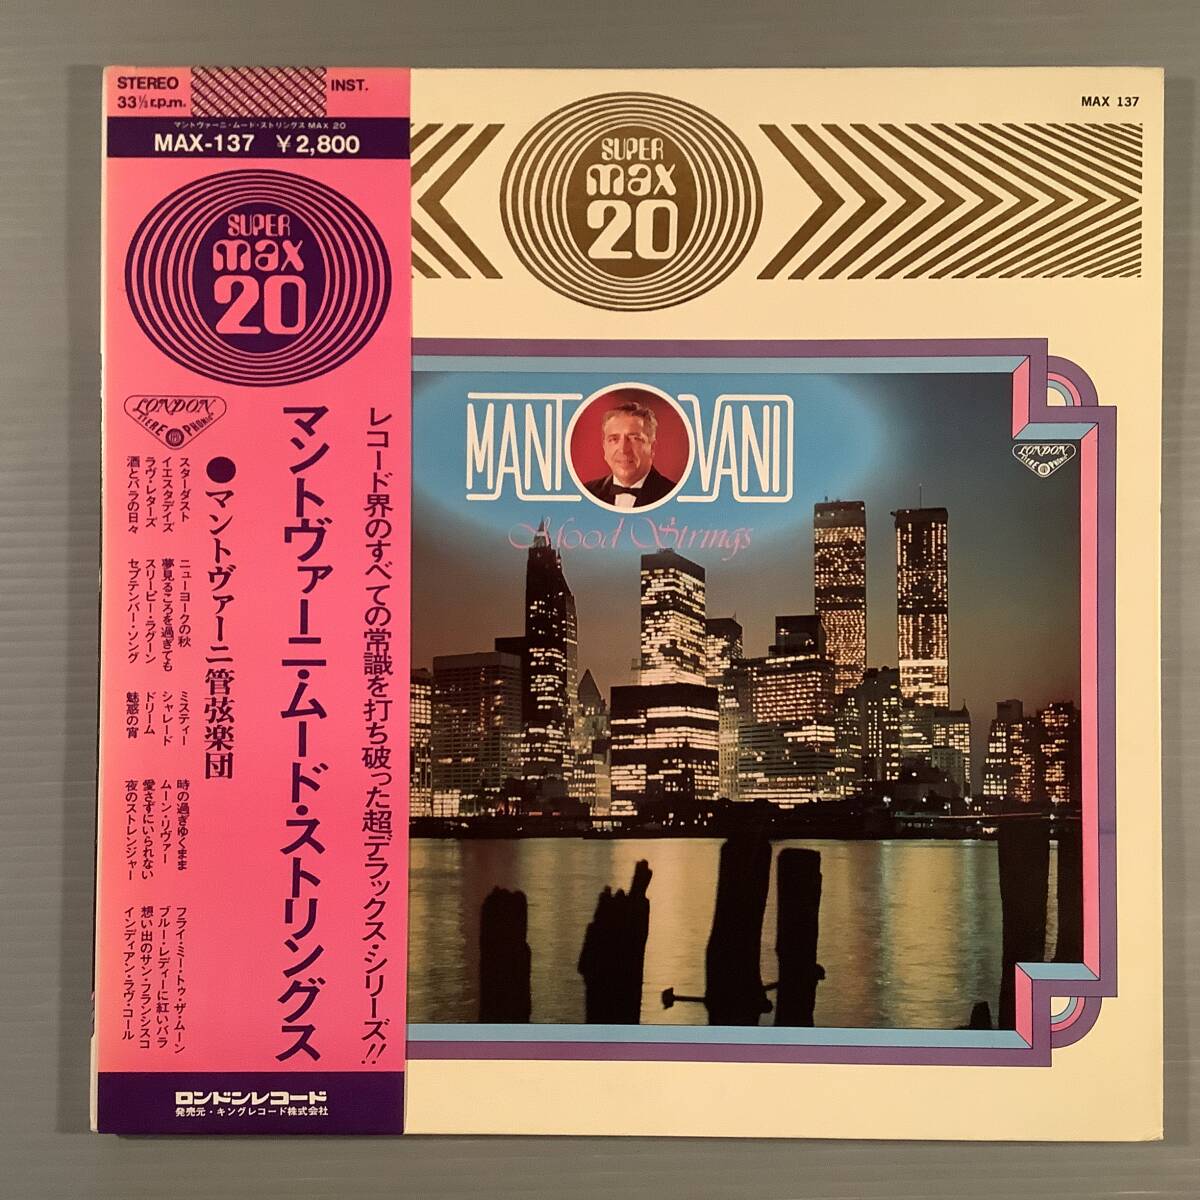 STEREO
33⅓ r.p.m.
INST.
マントヴァーニ・ムード・ストリングス MAX 20
MAX-137 ¥2,800
SUPER
max
20
LONDON
STEREO PHONIC
レコード界のすべての常識を打ち破った超デラックス・シリーズ!!
マントヴァーニ・ムード・ストリングス
●マントヴァーニ管弦楽団
スターダスト
イエスタデイズ
ラヴ・レターズ
酒とバラの日々
ニューヨークの秋
夢見るころを過ぎても
スリーピー・ラグーン
セプテンバー・ソング
ミスティー
シャレード
ドリーム
魅惑の宵
時の過ぎゆくまま
ムーン・リヴァー
愛さずにいられない
夜のストレンジャー
フライ・ミー・トゥ・ザ・ムーン
ブルー・レディーに紅いバラ
想い出のサン・フランシスコ
インディアン・ラヴ・コール
ロンドンレコード
発売元・キングレコード株式会社
MAX 137
SUPER
max
20
MANTOVANI
Mood Strings
LONDON